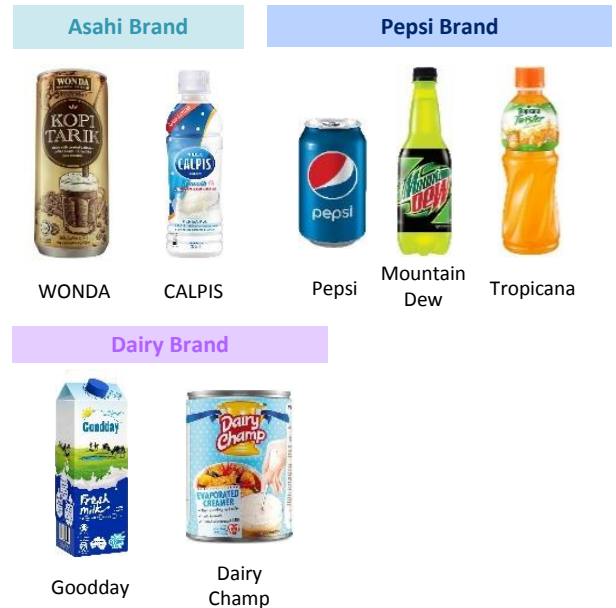 Asahi Brand
Pepsi Brand
WONDA
KOPI
TARIK
CALPIS
pepsi
Mountain
DEW
Tropicana
Twister
WONDA
CALPIS
Pepsi
Mountain
Dew
Tropicana
Dairy Brand
Goodday
Fresh
milk
Dairy
Champ
EVAPORATED
CREAMER
Goodday
Dairy
Champ